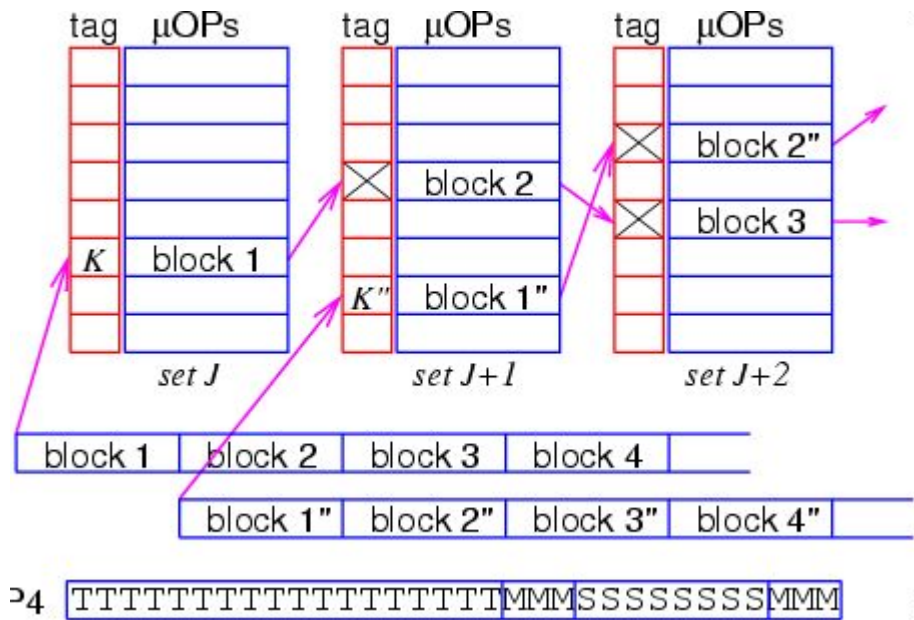 tag μOPs tag μOPs tag μOPs
block 2"
block 2
block 3
K block 1
K" block 1"
set J set J+1 set J+2
block 1 block 2 block 3 block 4
block 1" block 2" block 3" block 4"
P4 TTTTTTTTTTTTTTTTTTMMMSSSSSSSSMMM